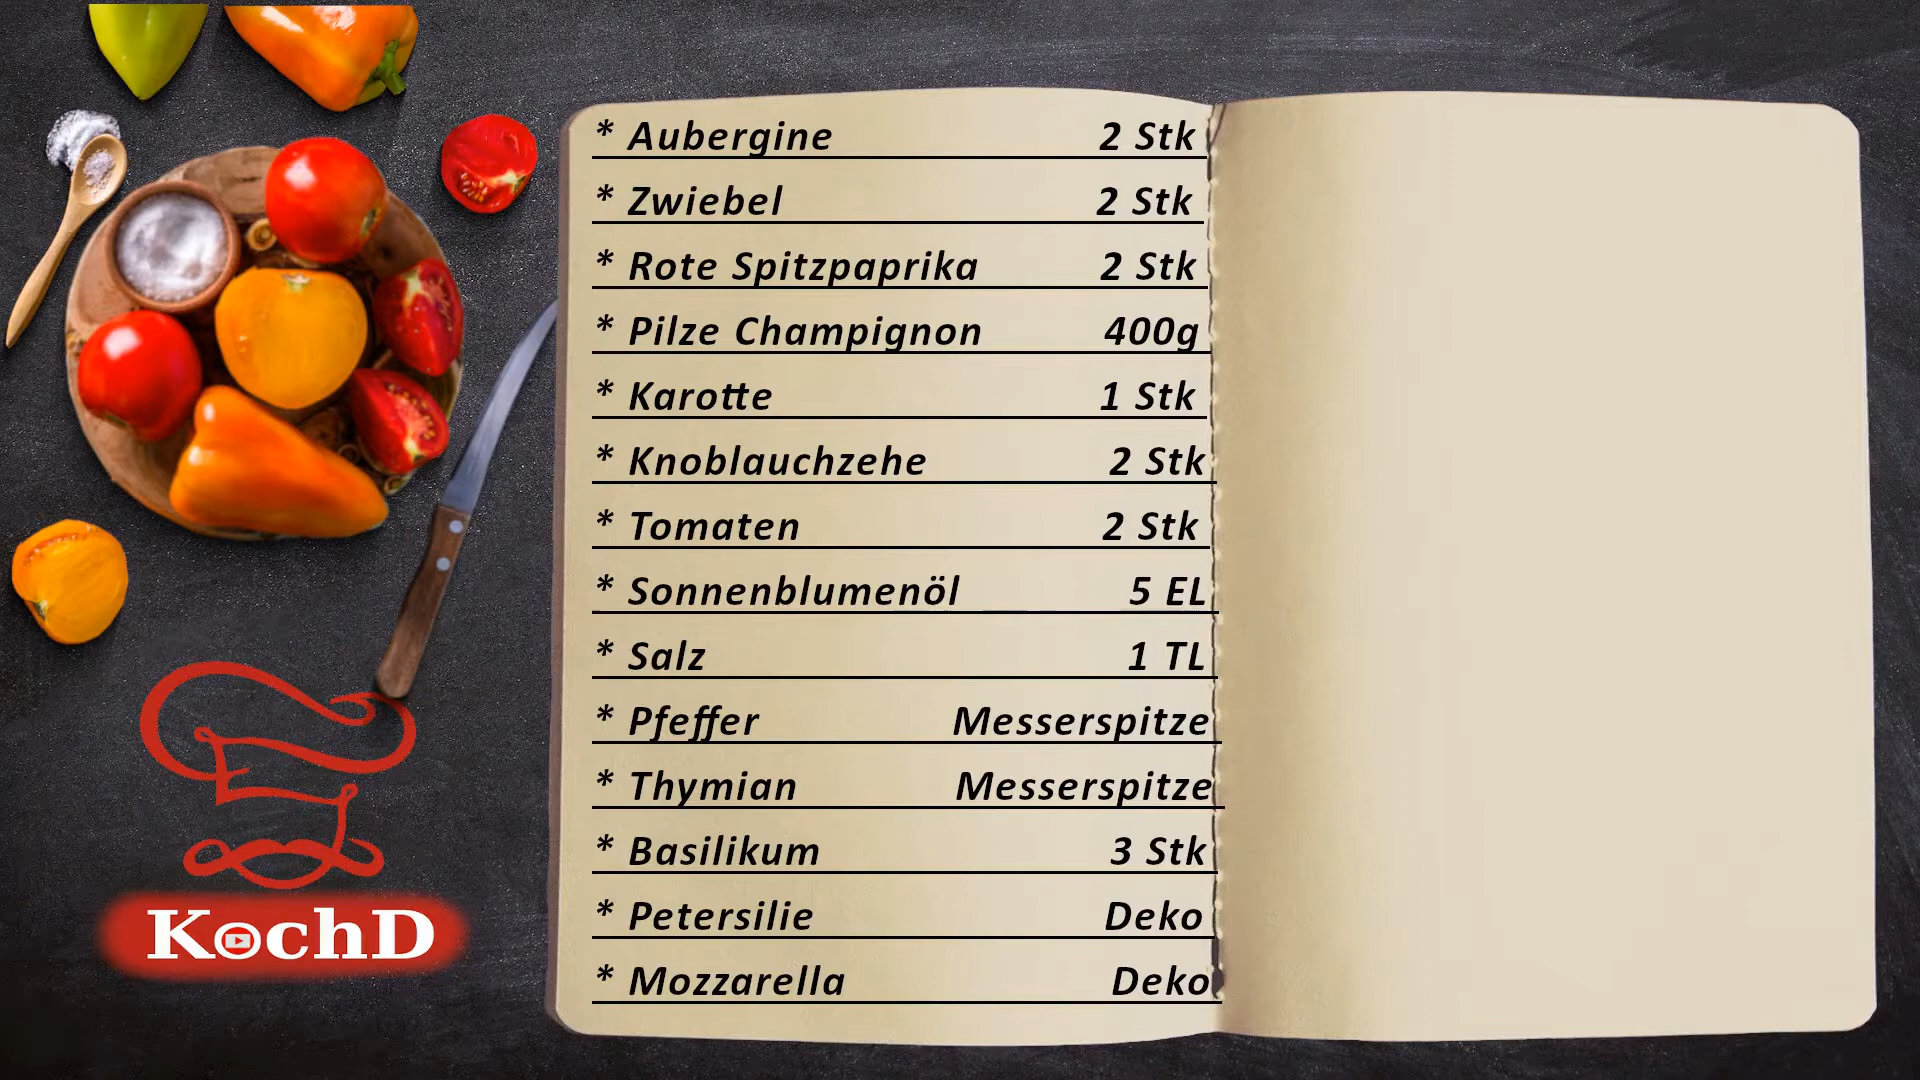 * Aubergine 2 Stk
* Zwiebel 2 Stk
* Rote Spitzpaprika 2 Stk
* Pilze Champignon 400g
* Karotte 1 Stk
* Knoblauchzehe 2 Stk
* Tomaten 2 Stk
* Sonnenblumenöl 5 EL
* Salz 1 TL
* Pfeffer Messerspitze
* Thymian Messerspitze
* Basilikum 3 Stk
* Petersilie Deko
* Mozzarella Deko
KochD